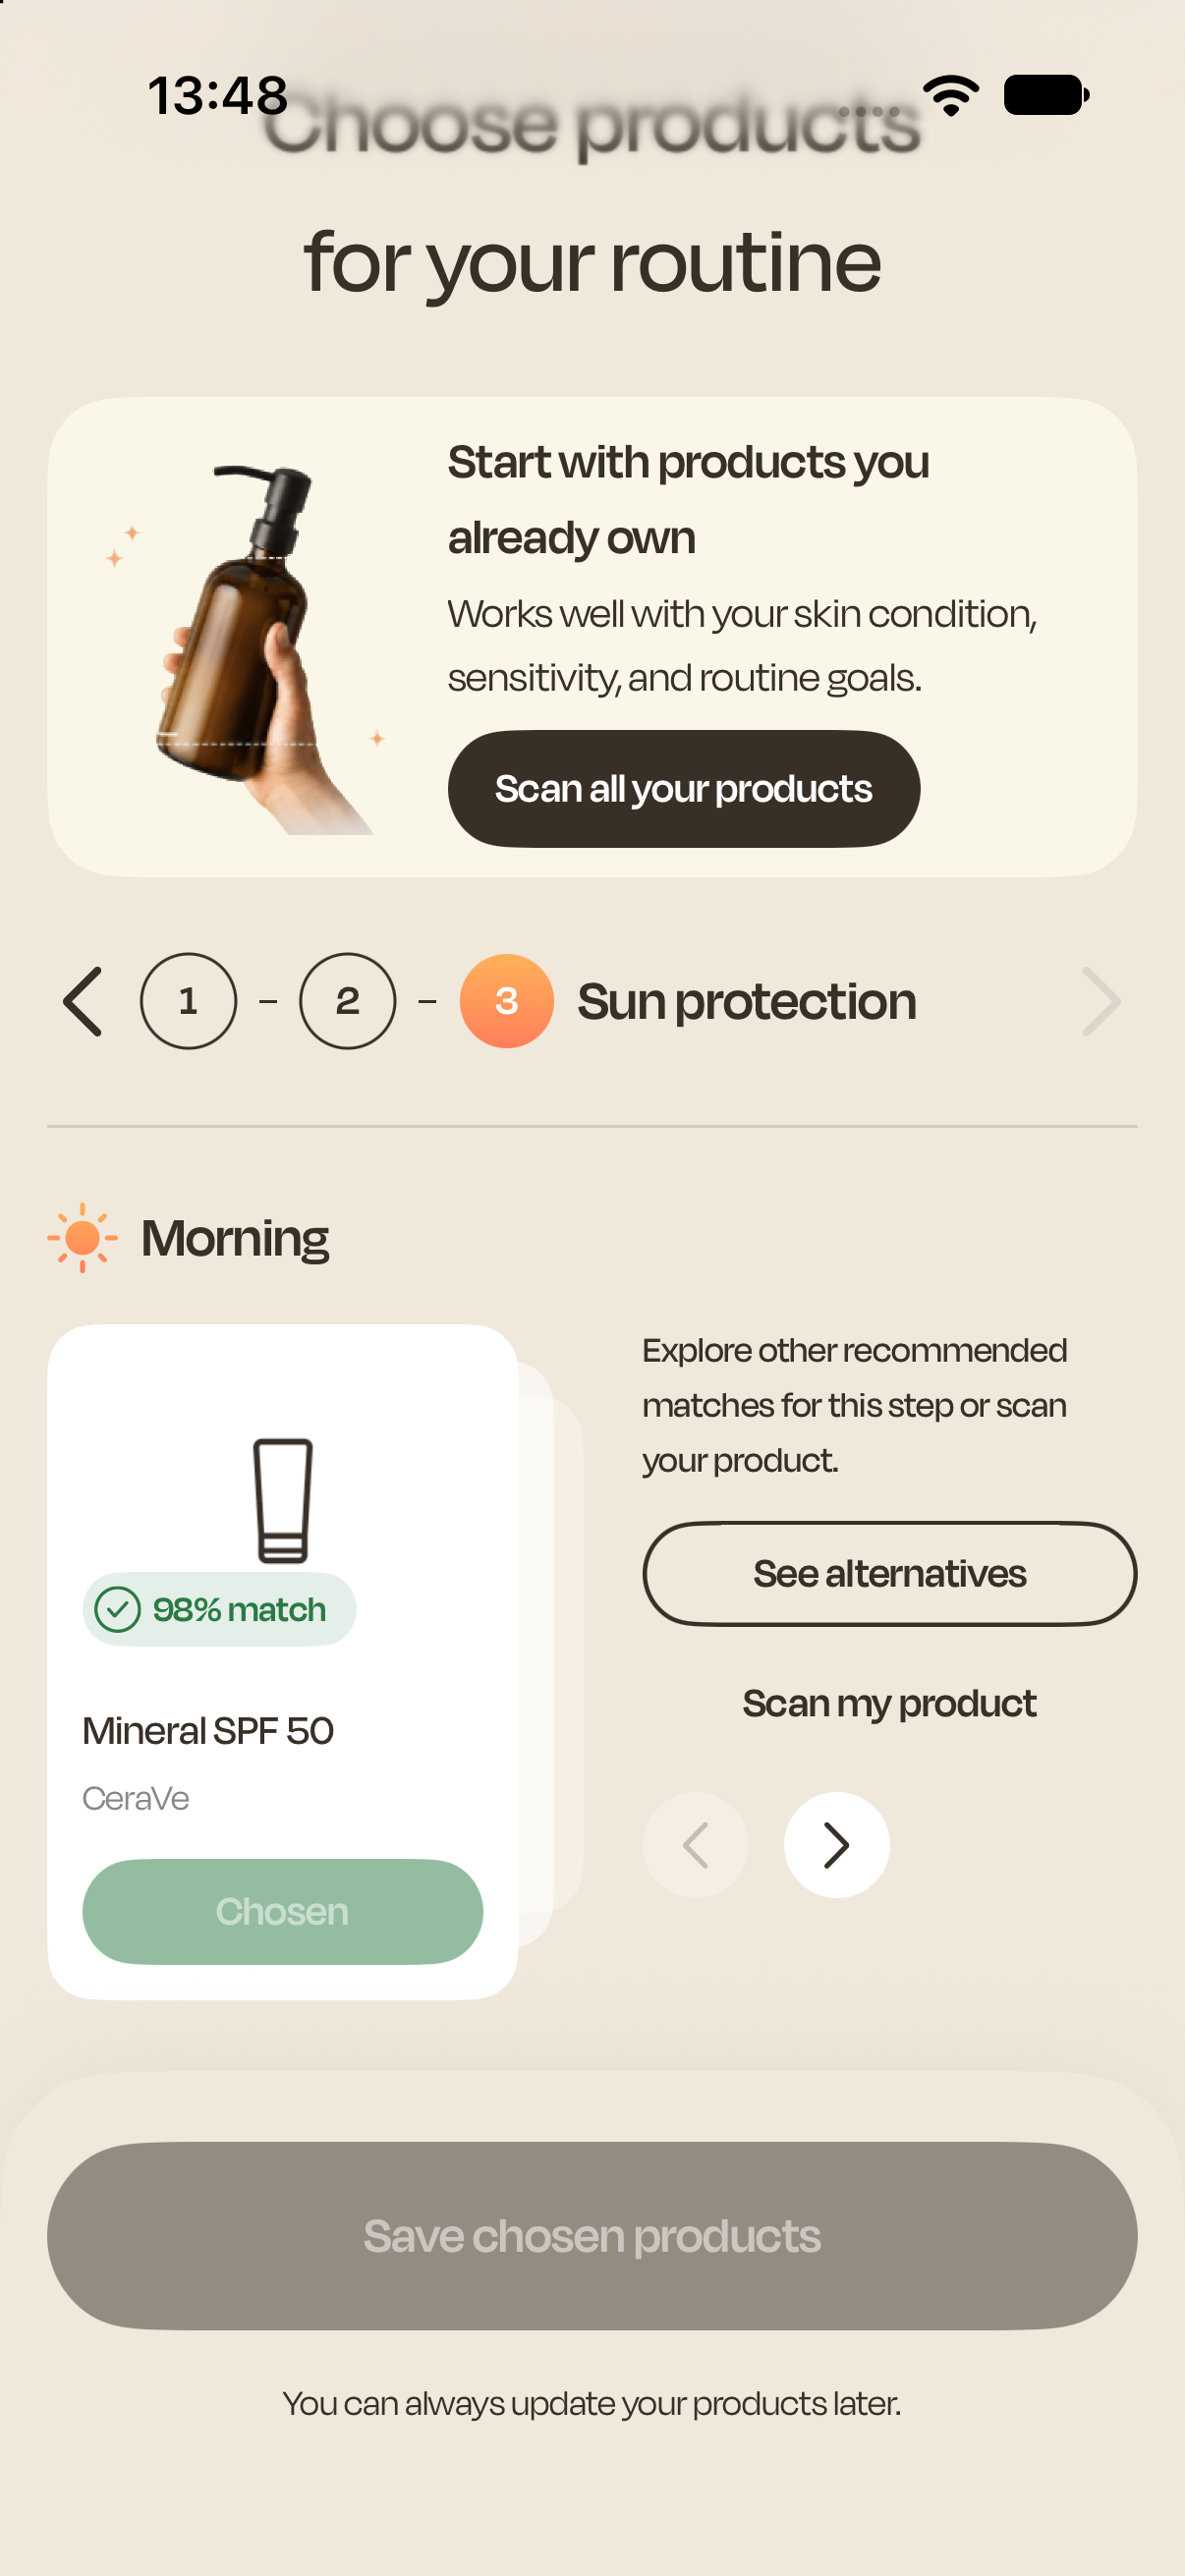 13:48
Choose products
for your routine
Start with products you
already own
Works well with your skin condition,
sensitivity, and routine goals.
Scan all your products
1 – 2 – 3 Sun protection
Morning
Explore other recommended
matches for this step or scan
your product.
See alternatives
Scan my product
98% match
Mineral SPF 50
CeraVe
Chosen
Save chosen products
You can always update your products later.